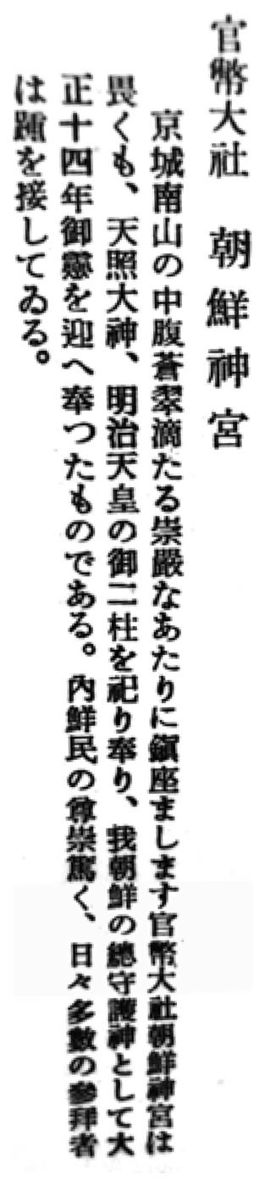 官幣大社　朝鮮神宮
京城南山の中腹蒼翠滴たる崇嚴なあたりに鎭座まします官幣大社朝鮮神宮は
畏くも、天照大神、明治天皇の御二柱を祀り奉り、我朝鮮の總守護神として大
正十四年御靈を迎へ奉つたものである。內鮮民の尊崇篤く、日々多數の參拜者
は踵を接してゐる。